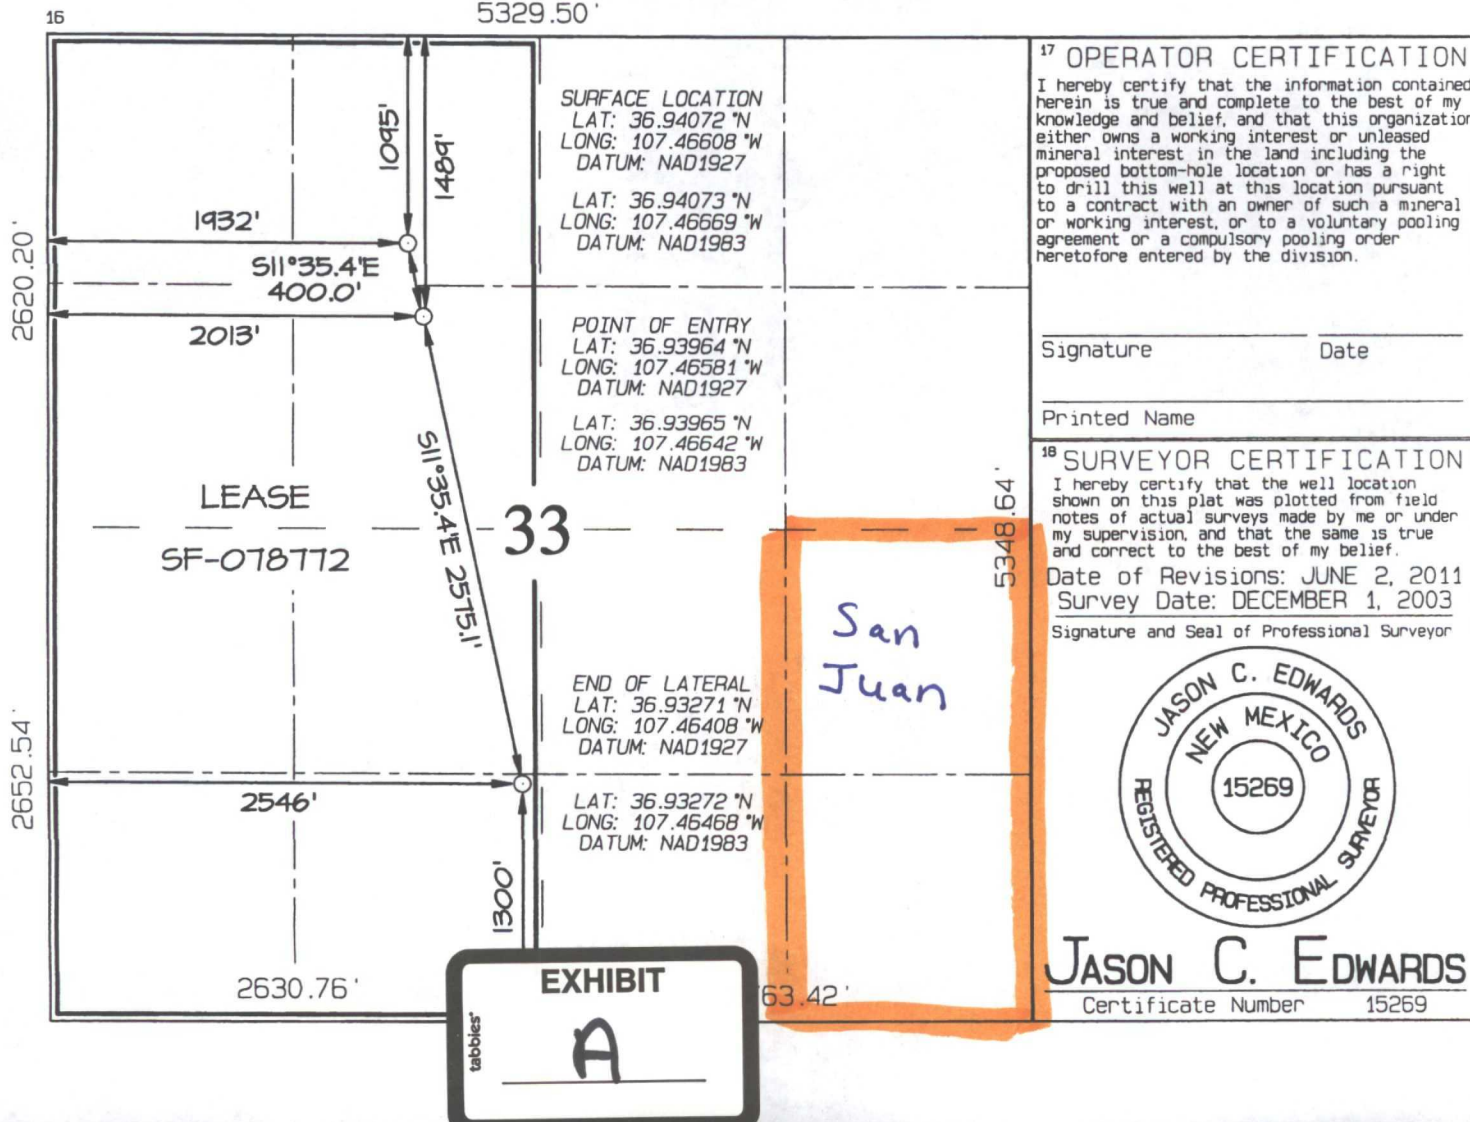 16
5329.50'
1095'
1489'
1932'
S11°35.4'E
400.0'
2013'
2620.20'
SURFACE LOCATION
LAT: 36.94072 °N
LONG: 107.46608 °W
DATUM: NAD1927
LAT: 36.94073 °N
LONG: 107.46669 °W
DATUM: NAD1983
POINT OF ENTRY
LAT: 36.93964 °N
LONG: 107.46581 °W
DATUM: NAD1927
LAT: 36.93965 °N
LONG: 107.46642 °W
DATUM: NAD1983
LEASE
SF-078772
S11°35.4'E 2575.1'
33
5348.64'
San
Juan
END OF LATERAL
LAT: 36.93271 °N
LONG: 107.46408 °W
DATUM: NAD1927
LAT: 36.93272 °N
LONG: 107.46468 °W
DATUM: NAD1983
2652.54'
2546'
1300'
2630.76'
63.42'
EXHIBIT
tabbies®
A
17 OPERATOR CERTIFICATION
I hereby certify that the information contained
herein is true and complete to the best of my
knowledge and belief, and that this organization
either owns a working interest or unleased
mineral interest in the land including the
proposed bottom-hole location or has a right
to drill this well at this location pursuant
to a contract with an owner of such a mineral
or working interest, or to a voluntary pooling
agreement or a compulsory pooling order
heretofore entered by the division.
Signature Date
Printed Name
18 SURVEYOR CERTIFICATION
I hereby certify that the well location
shown on this plat was plotted from field
notes of actual surveys made by me or under
my supervision, and that the same is true
and correct to the best of my belief.
Date of Revisions: JUNE 2, 2011
Survey Date: DECEMBER 1, 2003
Signature and Seal of Professional Surveyor
JASON C. EDWARDS
NEW MEXICO
15269
REGISTERED PROFESSIONAL SURVEYOR
JASON C. EDWARDS
Certificate Number 15269